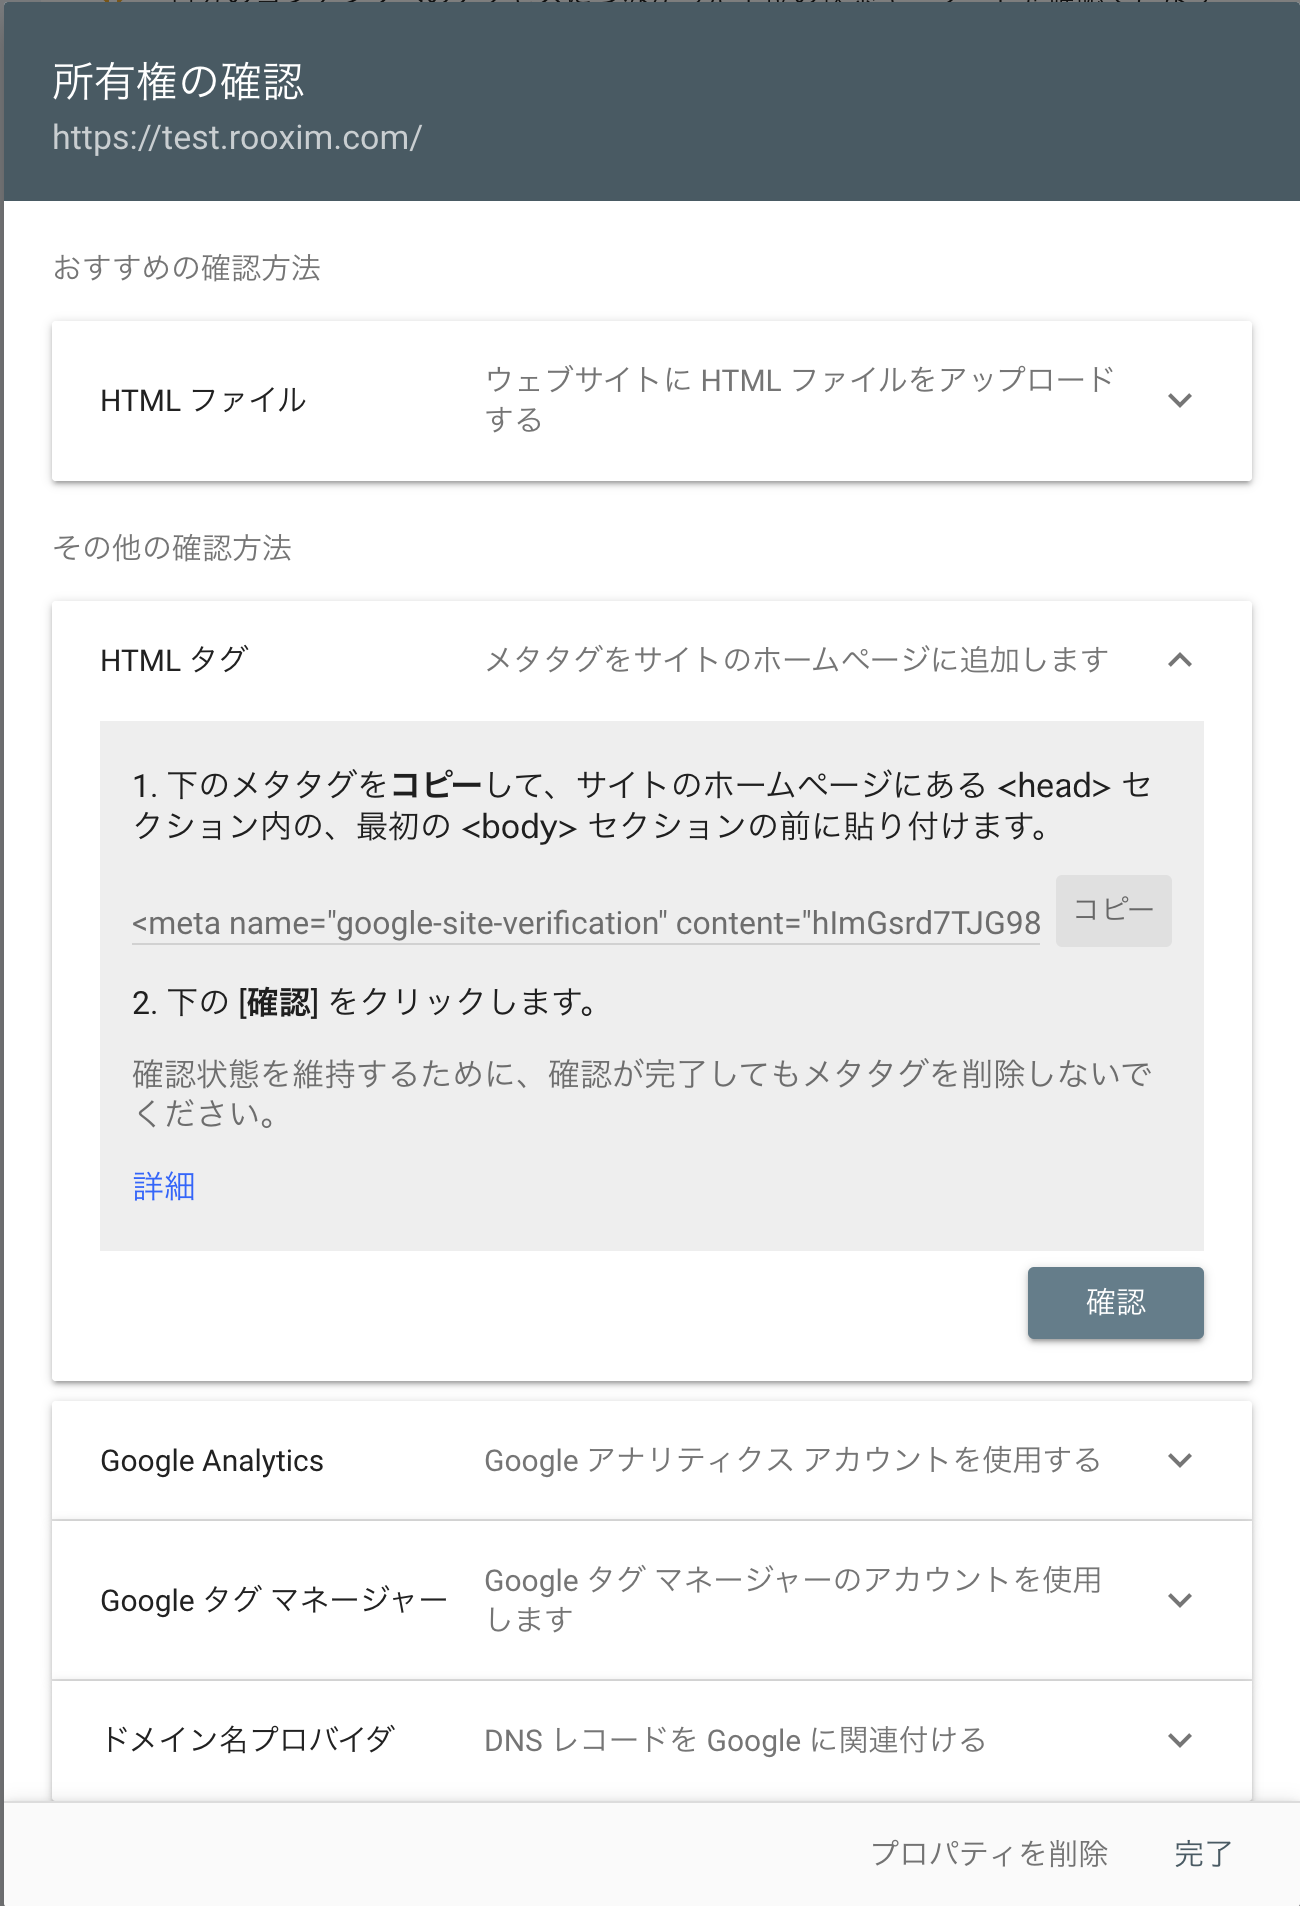 所有権の確認
https://test.rooxim.com/
おすすめの確認方法
HTML ファイル
ウェブサイトに HTML ファイルをアップロード
する
その他の確認方法
HTML タグ
メタタグをサイトのホームページに追加します
1. 下のメタタグをコピーして、サイトのホームページにある <head> セ
クション内の、最初の <body> セクションの前に貼り付けます。
<meta name="google-site-verification" content="hImGsrd7TJG98
コピー
2. 下の [確認] をクリックします。
確認状態を維持するために、確認が完了してもメタタグを削除しないで
ください。
詳細
確認
Google Analytics
Google アナリティクス アカウントを使用する
Google タグ マネージャー
Google タグ マネージャーのアカウントを使用
します
ドメイン名プロバイダ
DNS レコードを Google に関連付ける
プロパティを削除
完了